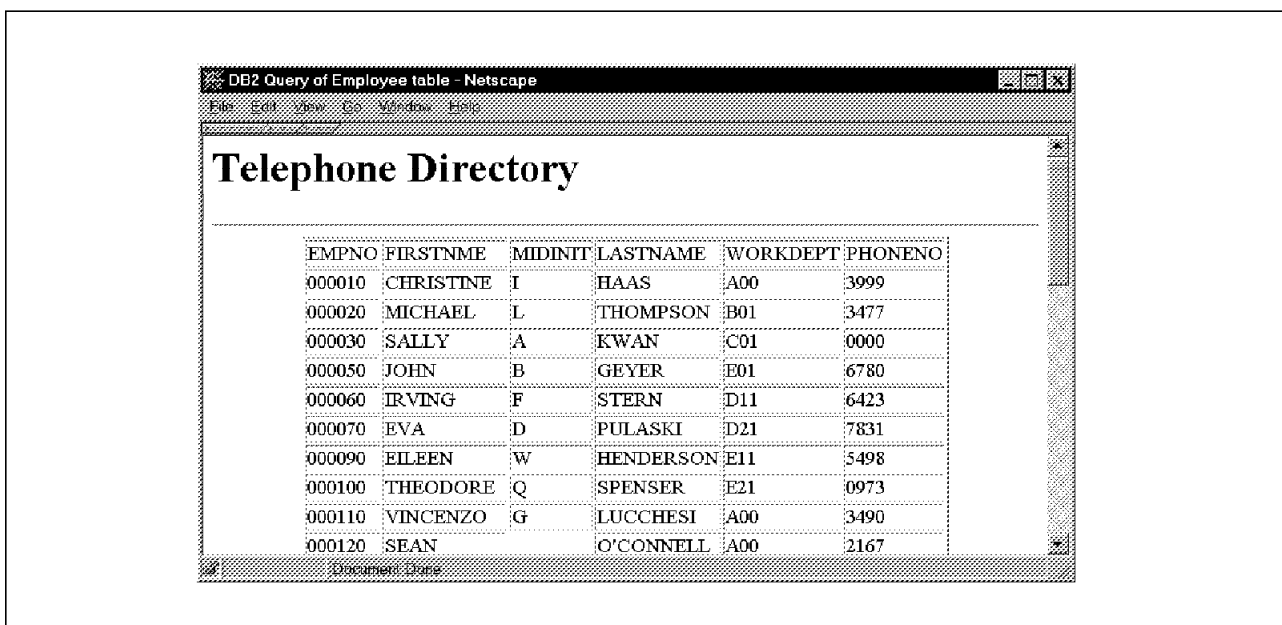 DB2 Query of Employee table - Netscape
File Edit View Go Window Help
Telephone Directory
EMPNO FIRSTNME MIDINIT LASTNAME WORKDEPT PHONENO
000010 CHRISTINE I HAAS A00 3999
000020 MICHAEL L THOMPSON B01 3477
000030 SALLY A KWAN C01 0000
000050 JOHN B GEYER E01 6780
000060 IRVING F STERN D11 6423
000070 EVA D PULASKI D21 7831
000090 EILEEN W HENDERSON E11 5498
000100 THEODORE Q SPENSER E21 0973
000110 VINCENZO G LUCCHESI A00 3490
000120 SEAN O'CONNELL A00 2167
Document Done